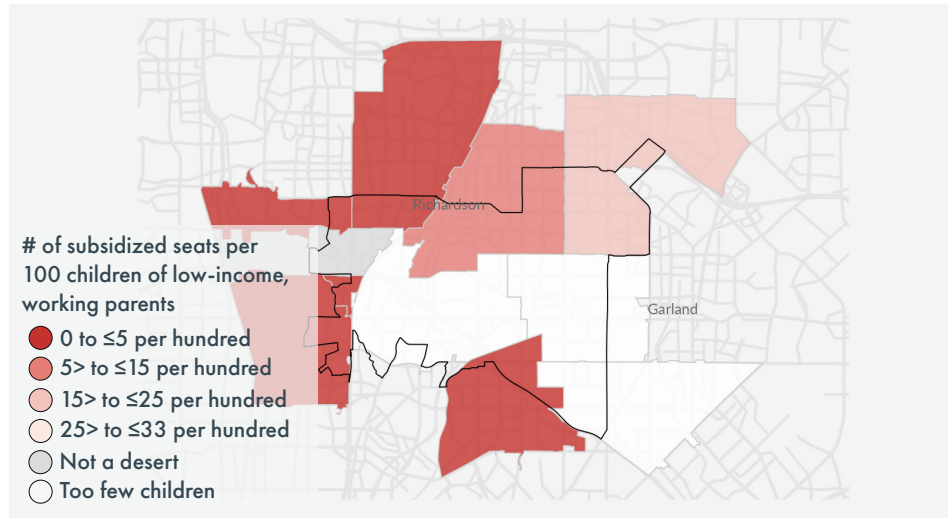 Richardson
# of subsidized seats per
100 children of low-income,
working parents
0 to ≤5 per hundred
5> to ≤15 per hundred
15> to ≤25 per hundred
25> to ≤33 per hundred
Not a desert
Too few children
Garland